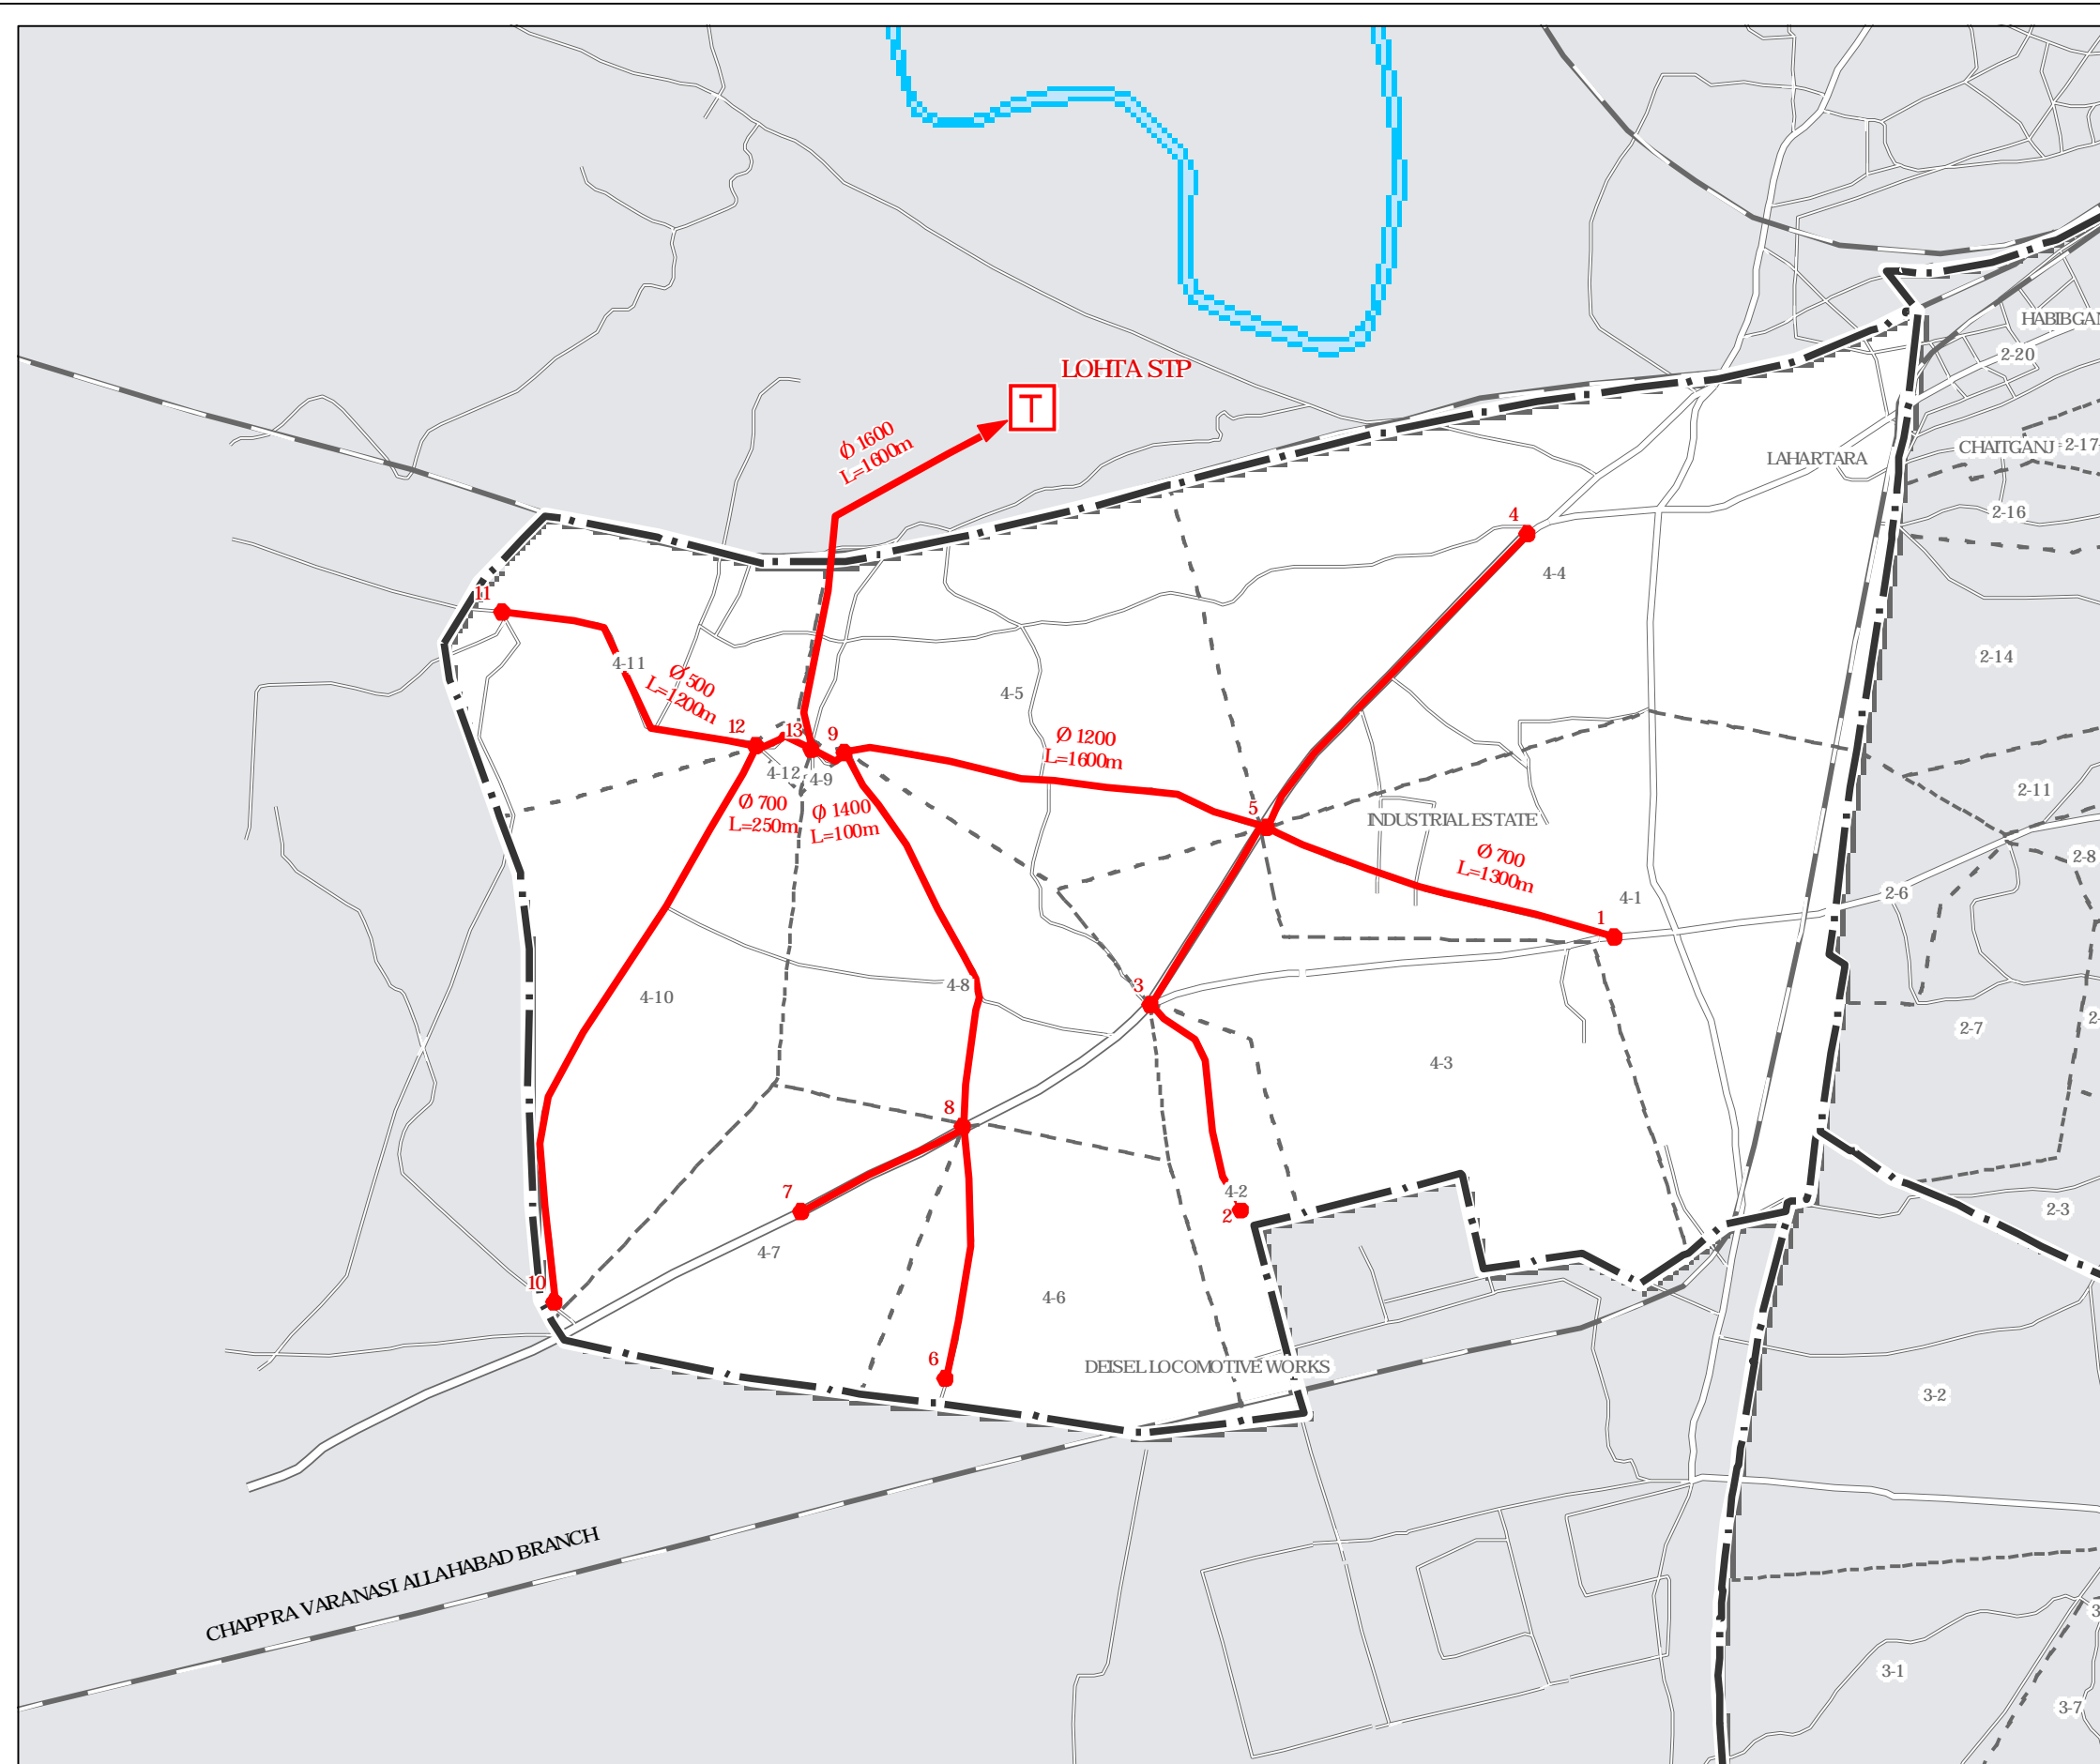 HABIBGAN
2-20
LOHTA STP
T
Ø 1600
L=1600m
CHAITGANJ
2-17
LAHARTARA
2-16
4
4-4
11
2-14
4-11
Ø 500
L=1200m
4-5
12
13
9
Ø 1200
L=1600m
4-12
4-9
2-11
Ø 700
L=250m
Ø 1400
L=100m
5
INDUSTRIAL ESTATE
2-8
Ø 700
L=1300m
2-6
4-1
1
4-8
3
4-10
2-7
2-
4-3
8
7
4-2
2
2-3
4-7
10
4-6
6
DEISEL LOCOMOTIVE WORKS
3-2
CHAPPRA VARANASI ALLAHABAD BRANCH
3
3-1
3-7